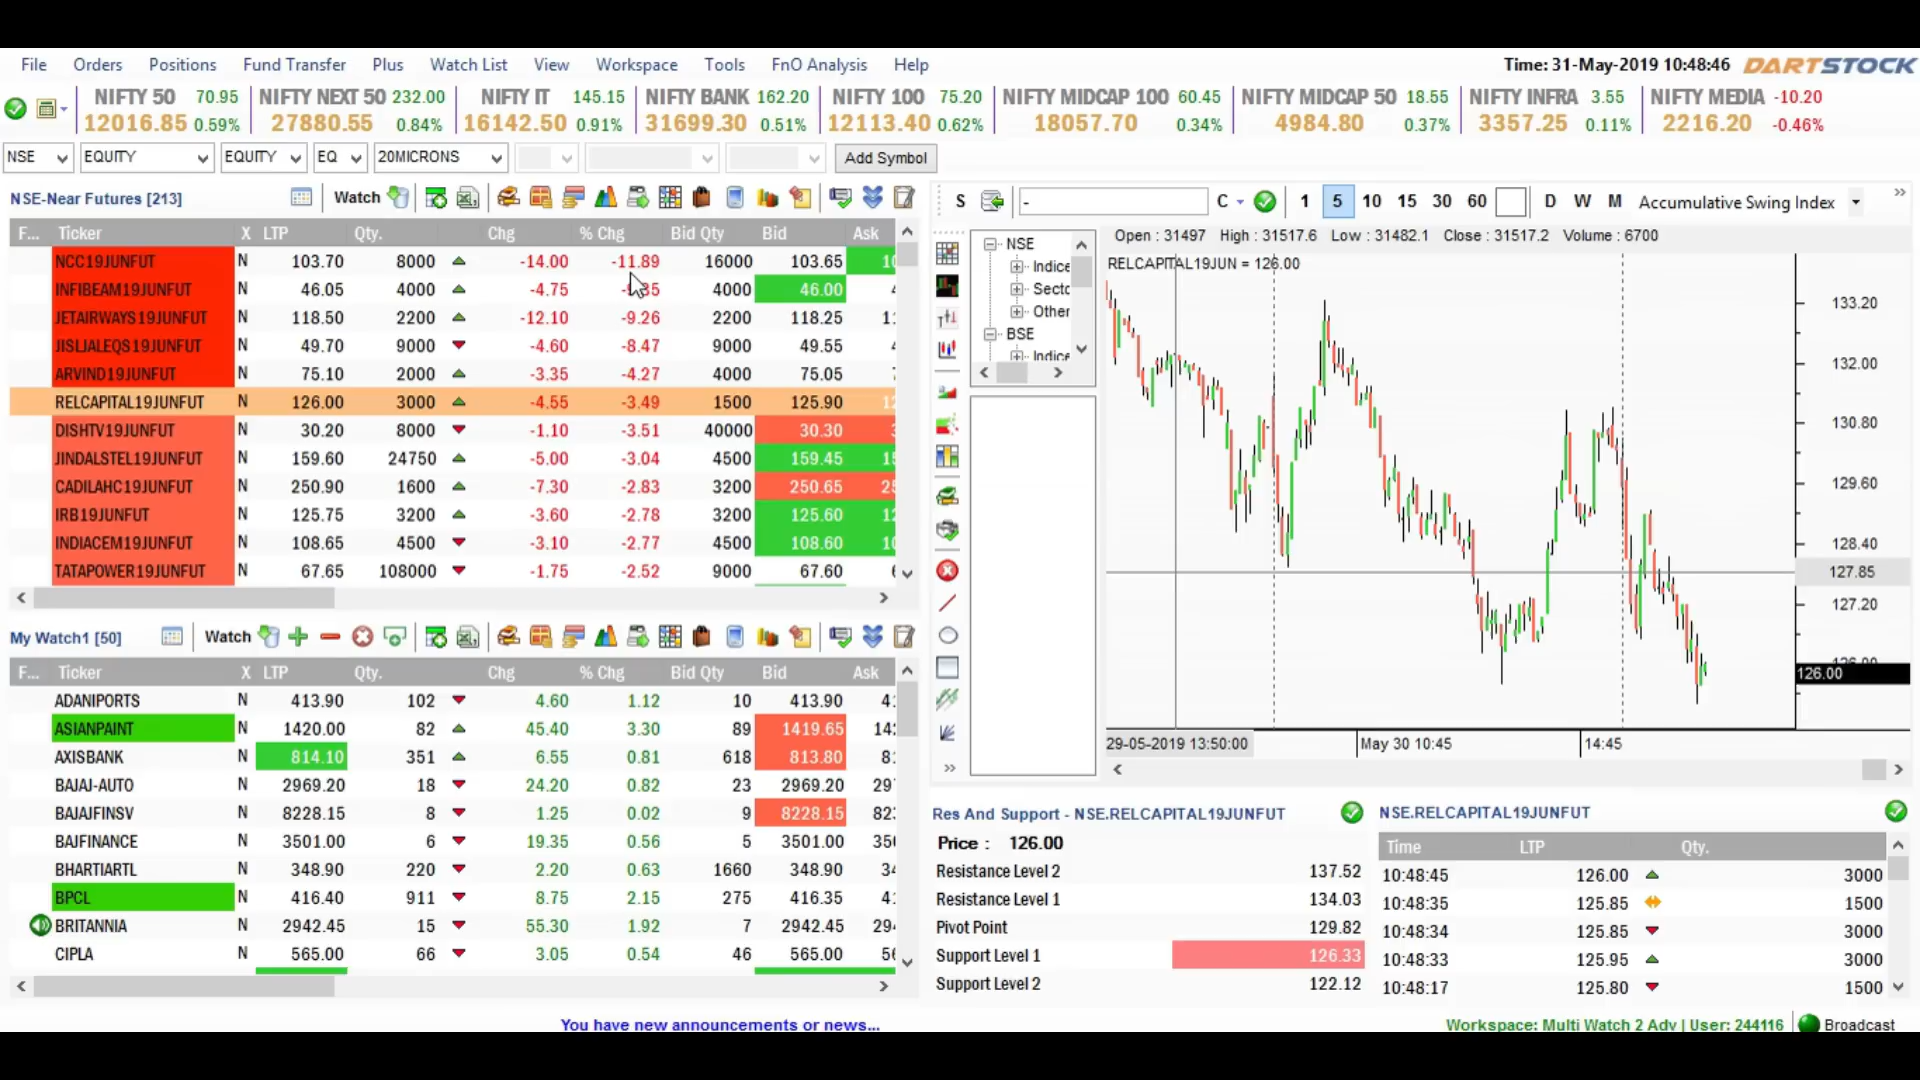 File Orders Positions Fund Transfer Plus Watch List View Workspace Tools FnO Analysis Help Time: 31-May-2019 10:48:46 DARTSTOCK
NIFTY 50 70.95 NIFTY NEXT 50 232.00 NIFTY IT 145.15 NIFTY BANK 162.20 NIFTY 100 75.20 NIFTY MIDCAP 100 60.45 NIFTY MIDCAP 50 18.55 NIFTY INFRA 3.55 NIFTY MEDIA -10.20
12016.85 0.59% 27880.55 0.84% 16142.50 0.91% 31699.30 0.51% 12113.40 0.62% 18057.70 0.34% 4984.80 0.37% 3357.25 0.11% 2216.20 -0.46%
NSE EQUITY EQUITY EQ 20MICRONS Add Symbol
NSE-Near Futures [213] Watch
F... Ticker X LTP Qty. Chg % Chg Bid Qty Bid Ask
NCC19JUNFUT N 103.70 8000 -14.00 -11.89 16000 103.65
INFIBEAM19JUNFUT N 46.05 4000 -4.75 4000 46.00
JETAIRWAYS19JUNFUT N 118.50 2200 -12.10 -9.26 2200 118.25
JISLJALEQS19JUNFUT N 49.70 9000 -4.60 -8.47 9000 49.55
ARVIND19JUNFUT N 75.10 2000 -3.35 -4.27 4000 75.05
RELCAPITAL19JUNFUT N 126.00 3000 -4.55 -3.49 1500 125.90
DISHTV19JUNFUT N 30.20 8000 -1.10 -3.51 40000 30.30
JINDALSTEL19JUNFUT N 159.60 24750 -5.00 -3.04 4500 159.45
CADILAHC19JUNFUT N 250.90 1600 -7.30 -2.83 3200 250.65
IRB19JUNFUT N 125.75 3200 -3.60 -2.78 3200 125.60
INDIACEM19JUNFUT N 108.65 4500 -3.10 -2.77 4500 108.60
TATAPOWER19JUNFUT N 67.65 108000 -1.75 -2.52 9000 67.60
My Watch1 [50] Watch
F... Ticker X LTP Qty. Chg % Chg Bid Qty Bid Ask
ADANIPORTS N 413.90 102 4.60 1.12 10 413.90
ASIANPAINT N 1420.00 82 45.40 3.30 89 1419.65
AXISBANK N 814.10 351 6.55 0.81 618 813.80
BAJAJ-AUTO N 2969.20 18 24.20 0.82 23 2969.20
BAJAJFINSV N 8228.15 8 1.25 0.02 9 8228.15
BAJFINANCE N 3501.00 6 19.35 0.56 5 3501.00
BHARTIARTL N 348.90 220 2.20 0.63 1660 348.90
BPCL N 416.40 911 8.75 2.15 275 416.35
BRITANNIA N 2942.45 15 55.30 1.92 7 2942.45
CIPLA N 565.00 66 3.05 0.54 46 565.00
S - C 1 5 10 15 30 60 D W M Accumulative Swing Index
NSE
Indice
Secto
Other
BSE
Indice
Open : 31497 High : 31517.6 Low : 31482.1 Close : 31517.2 Volume : 6700
RELCAPITAL19JUN = 126.00
133.20
132.00
130.80
129.60
128.40
127.85
127.20
126.00
29-05-2019 13:50:00 May 30 10:45 14:45
Res And Support - NSE.RELCAPITAL19JUNFUT
Price : 126.00
Resistance Level 2 137.52
Resistance Level 1 134.03
Pivot Point 129.82
Support Level 1 126.33
Support Level 2 122.12
NSE.RELCAPITAL19JUNFUT
Time LTP Qty.
10:48:45 126.00 3000
10:48:35 125.85 1500
10:48:34 125.85 3000
10:48:33 125.95 3000
10:48:17 125.80 1500
You have new announcements or news... Workspace: Multi Watch 2 Adv | User: 244116 Broadcast